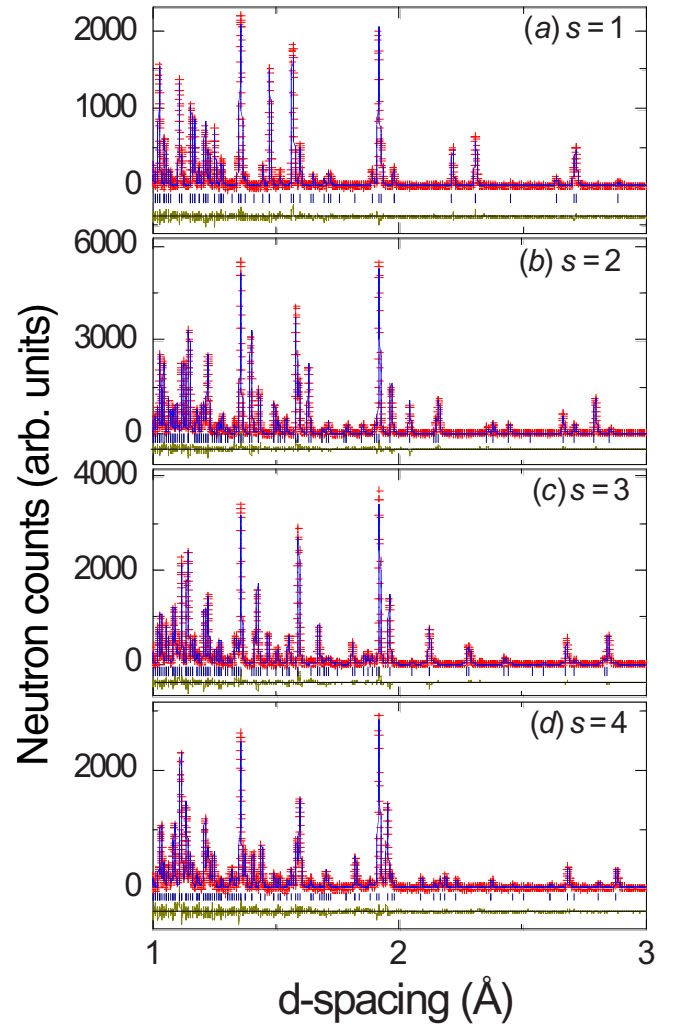 Neutron counts (arb. units)
2000
1000
0
(a) s = 1
6000
3000
0
(b) s = 2
4000
2000
0
(c) s = 3
2000
0
(d) s = 4
1
2
3
d-spacing (Å)